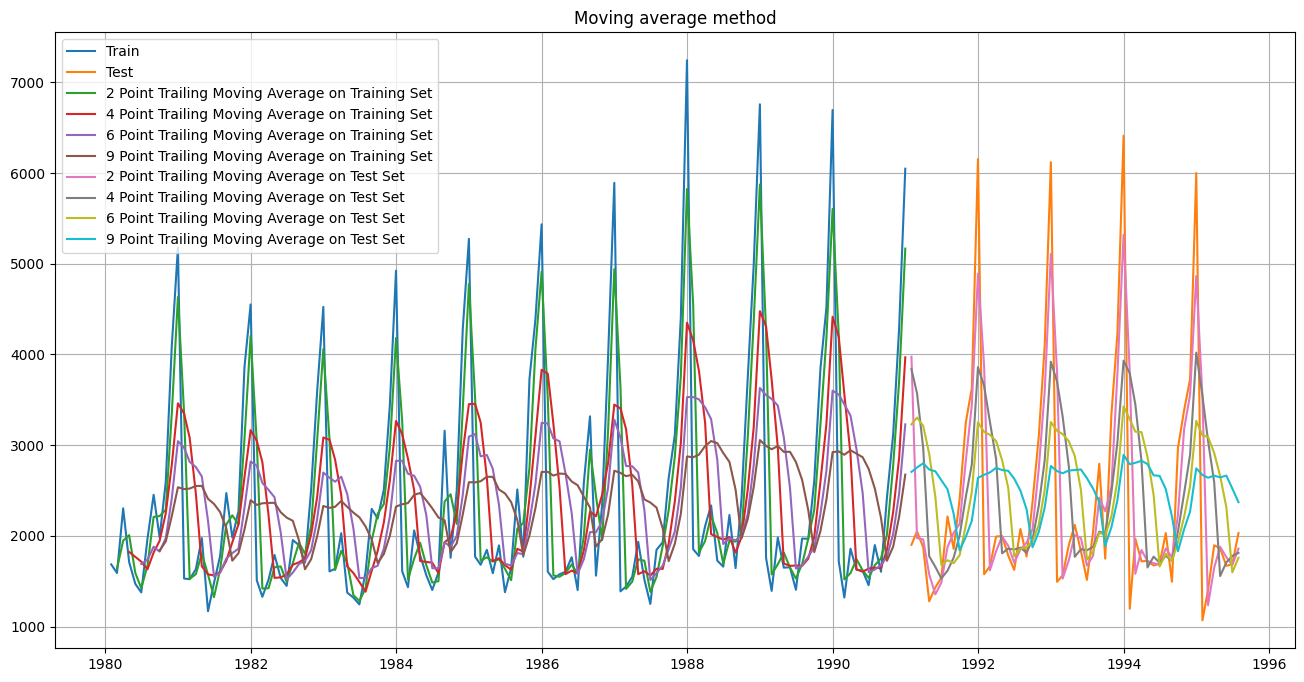 Moving average method
Train
Test
2 Point Trailing Moving Average on Training Set
4 Point Trailing Moving Average on Training Set
6 Point Trailing Moving Average on Training Set
9 Point Trailing Moving Average on Training Set
2 Point Trailing Moving Average on Test Set
4 Point Trailing Moving Average on Test Set
6 Point Trailing Moving Average on Test Set
9 Point Trailing Moving Average on Test Set
7000
6000
5000
4000
3000
2000
1000
1980 1982 1984 1986 1988 1990 1992 1994 1996